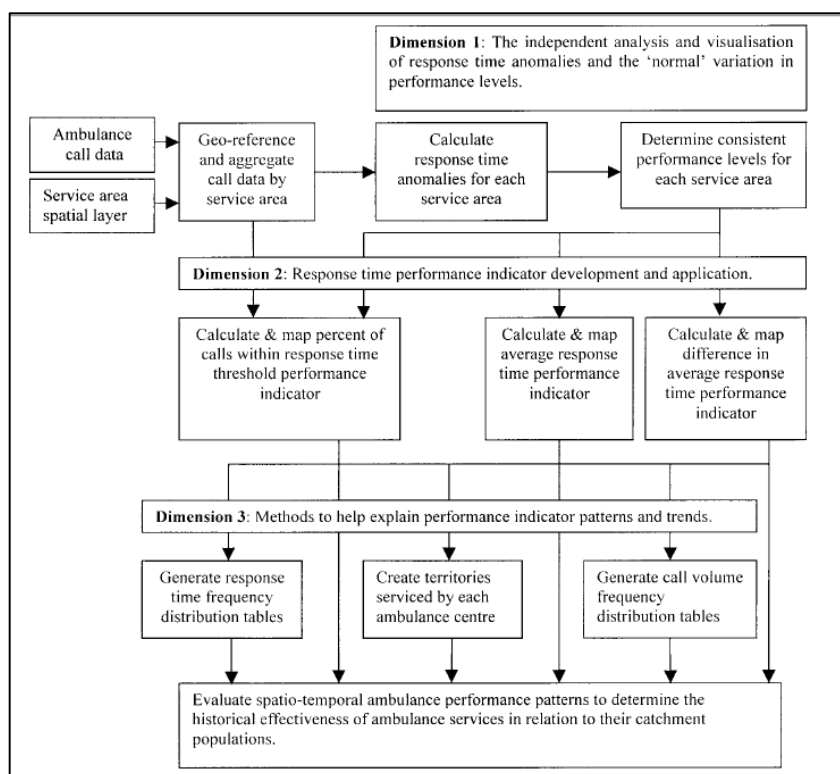 Dimension 1: The independent analysis and visualisation
of response time anomalies and the ‘normal’ variation in
performance levels.
Ambulance
call data
Service area
spatial layer
Geo-reference
and aggregate
call data by
service area
Calculate
response time
anomalies for each
service area
Determine consistent
performance levels for
each service area
Dimension 2: Response time performance indicator development and application.
Calculate & map percent of
calls within response time
threshold performance
indicator
Calculate & map
average response
time performance
indicator
Calculate & map
difference in
average response
time performance
indicator
Dimension 3: Methods to help explain performance indicator patterns and trends.
Generate response
time frequency
distribution tables
Create territories
serviced by each
ambulance centre
Generate call volume
frequency
distribution tables
Evaluate spatio-temporal ambulance performance patterns to determine the
historical effectiveness of ambulance services in relation to their catchment
populations.